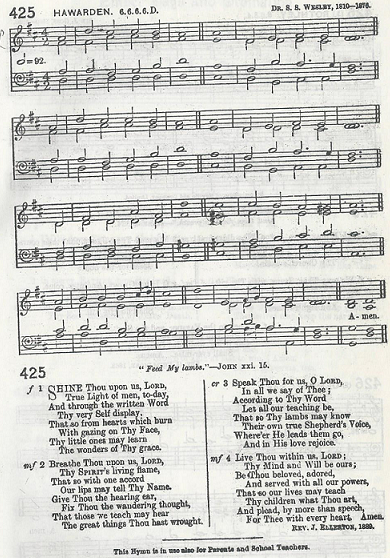 425 HAWARDEN. 6.6.6.6.D. DR. S. S. WESLEY, 1810—1876.
=92.
A- men.
"Feed My lambs."—JOHN xxi. 15.
425
f 1 SHINE Thou upon us, LORD,
True Light of men, to-day,
And through the written Word
Thy very Self display.
That so from hearts which burn
With gazing on Thy Face,
Thy little ones may learn
The wonders of Thy grace.
mf 2 Breathe Thou upon us, LORD,
Thy SPIRIT'S living flame,
That so with one accord
Our lips may tell Thy Name.
Give Thou the hearing ear,
Fix Thou the wandering thought,
That those we teach may hear
The great things Thou hast wrought.
cr 3 Speak Thou for us, O LORD,
In all we say of Thee;
According to Thy Word
Let all our teaching be,
That so Thy lambs may know
Their own true Shepherd's Voice,
Where'er He leads them go,
And in His love rejoice.
mf 4 Live Thou within us, LORD;
Thy Mind and Will be ours;
Be Thou beloved, adored,
And served with all our powers,
That so our lives may teach
Thy children what Thou art,
And plead, by more than speech,
For Thee with every heart. Amen.
REV. J. ELLERTON, 1889.
This Hymn is in use also for Parents and School Teachers.